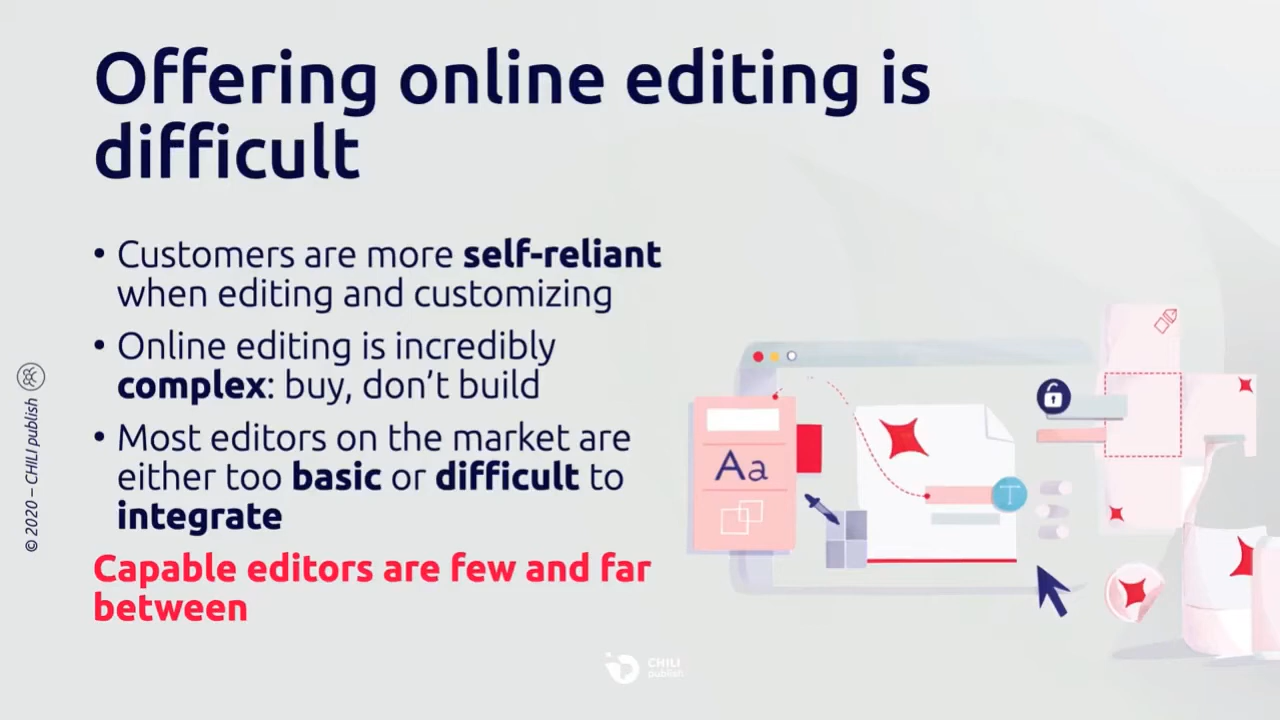 Offering online editing is
difficult
• Customers are more self-reliant
when editing and customizing
• Online editing is incredibly
complex: buy, don’t build
• Most editors on the market are
either too basic or difficult to
integrate
Capable editors are few and far
between
Aa
T
© 2020 – CHILI publish
CHILI
publish